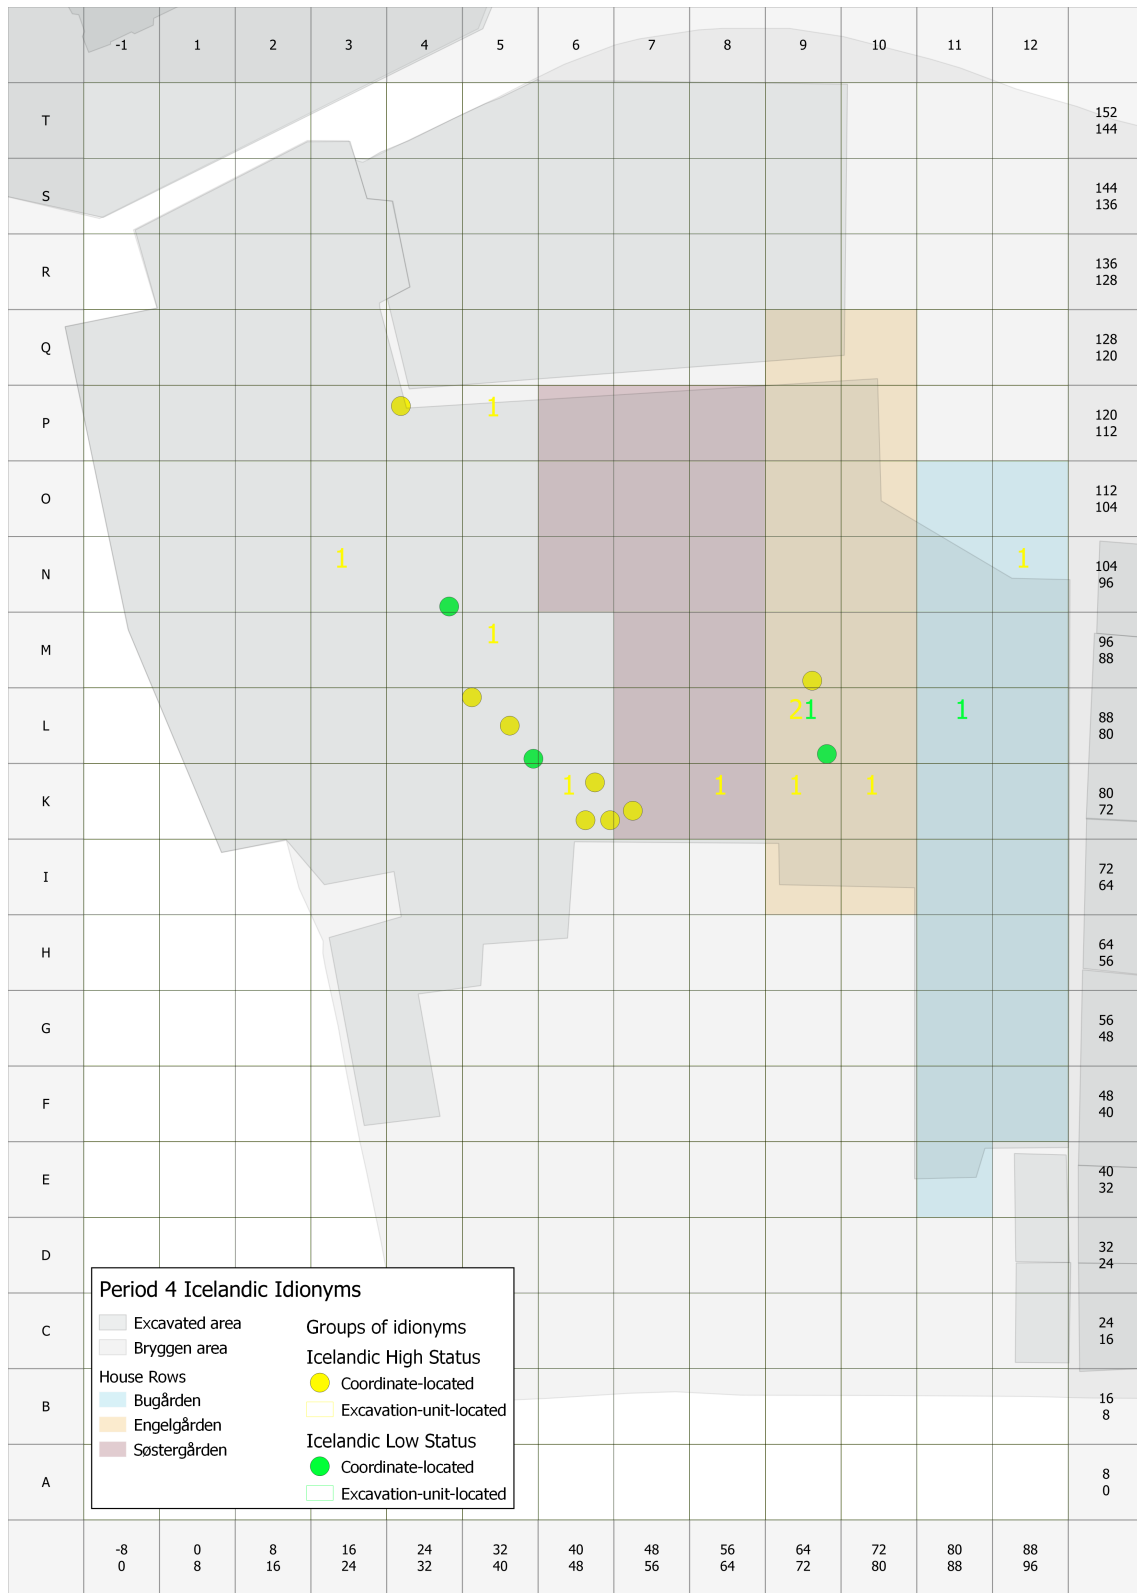 -1 1 2 3 4 5 6 7 8 9 10 11 12
T 152
144
S 144
136
R 136
128
Q 128
120
P 1 120
112
O 112
104
N 1 1 104
96
M 1 96
88
L 2 1 1 88
80
K 1 1 1 1 80
72
I 72
64
H 64
56
G 56
48
F 48
40
E 40
32
D 32
24
C 24
16
B 16
8
A 8
0
Period 4 Icelandic Idionyms
Excavated area
Bryggen area
House Rows
Bugården
Engelgården
Søstergården
Groups of idionyms
Icelandic High Status
Coordinate-located
Excavation-unit-located
Icelandic Low Status
Coordinate-located
Excavation-unit-located
-8 0 8 16 24 32 40 48 56 64 72 80 88
0 8 16 24 32 40 48 56 64 72 80 88 96